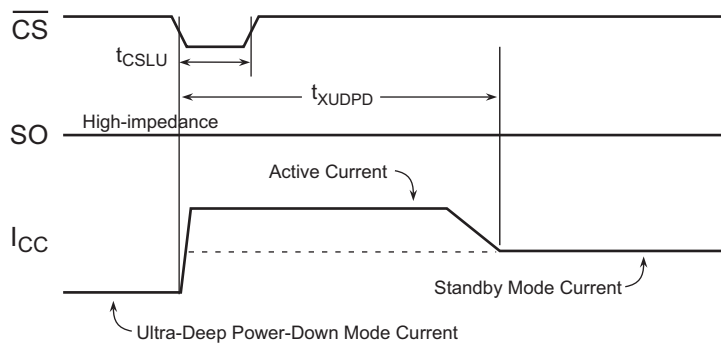 CS
tCSLU
tXUDPD
High-impedance
SO
Active Current
ICC
Standby Mode Current
Ultra-Deep Power-Down Mode Current